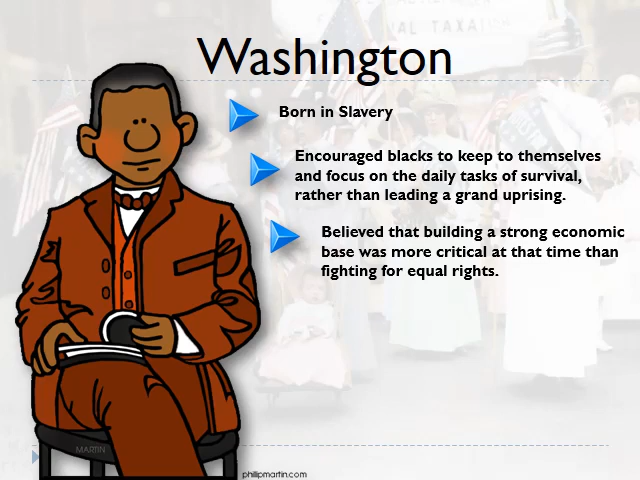 NAL TAXATION
Washington
Born in Slavery
Encouraged blacks to keep to themselves
and focus on the daily tasks of survival,
rather than leading a grand uprising.
Believed that building a strong economic
base was more critical at that time than
fighting for equal rights.
MARTIN
phillipmartin.com